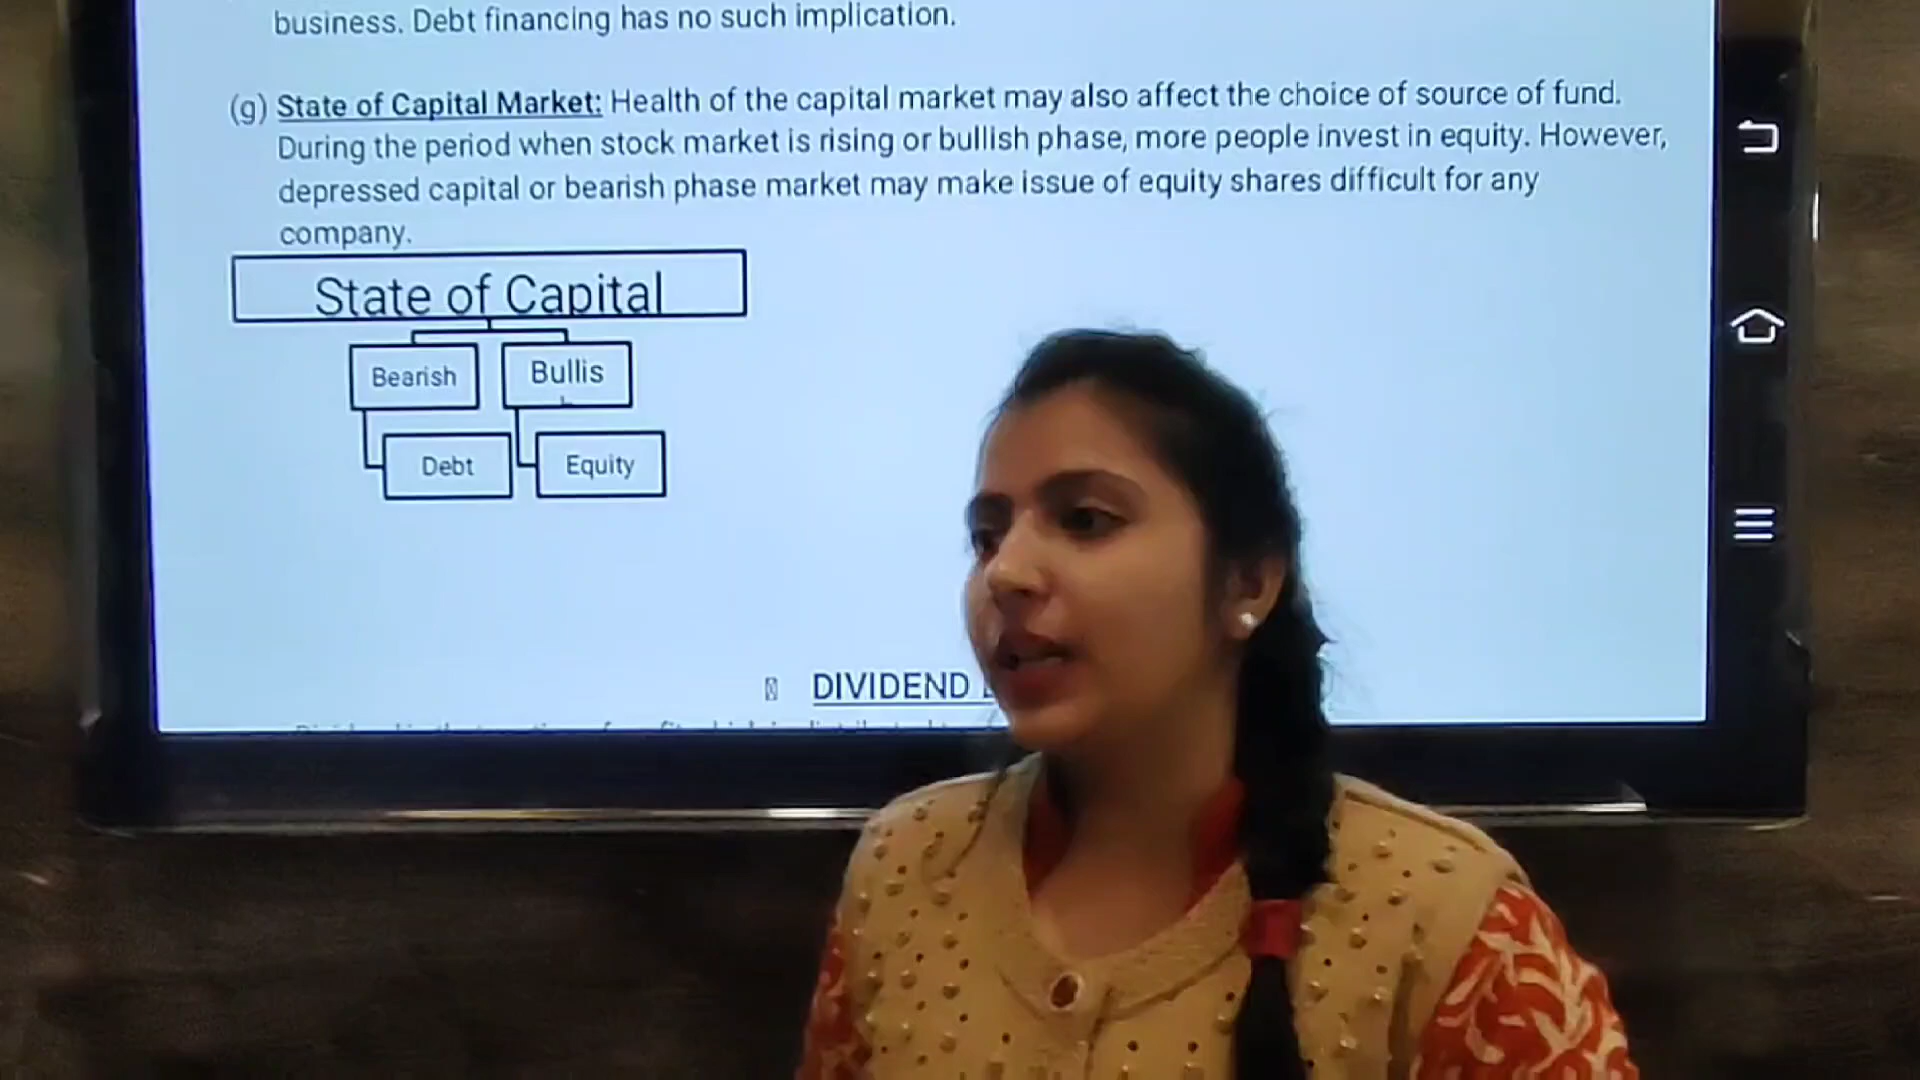 business. Debt financing has no such implication.
(g) State of Capital Market: Health of the capital market may also affect the choice of source of fund.
During the period when stock market is rising or bullish phase, more people invest in equity. However,
depressed capital or bearish phase market may make issue of equity shares difficult for any
company.
State of Capital
Bearish
Bullis
Debt
Equity
DIVIDEND